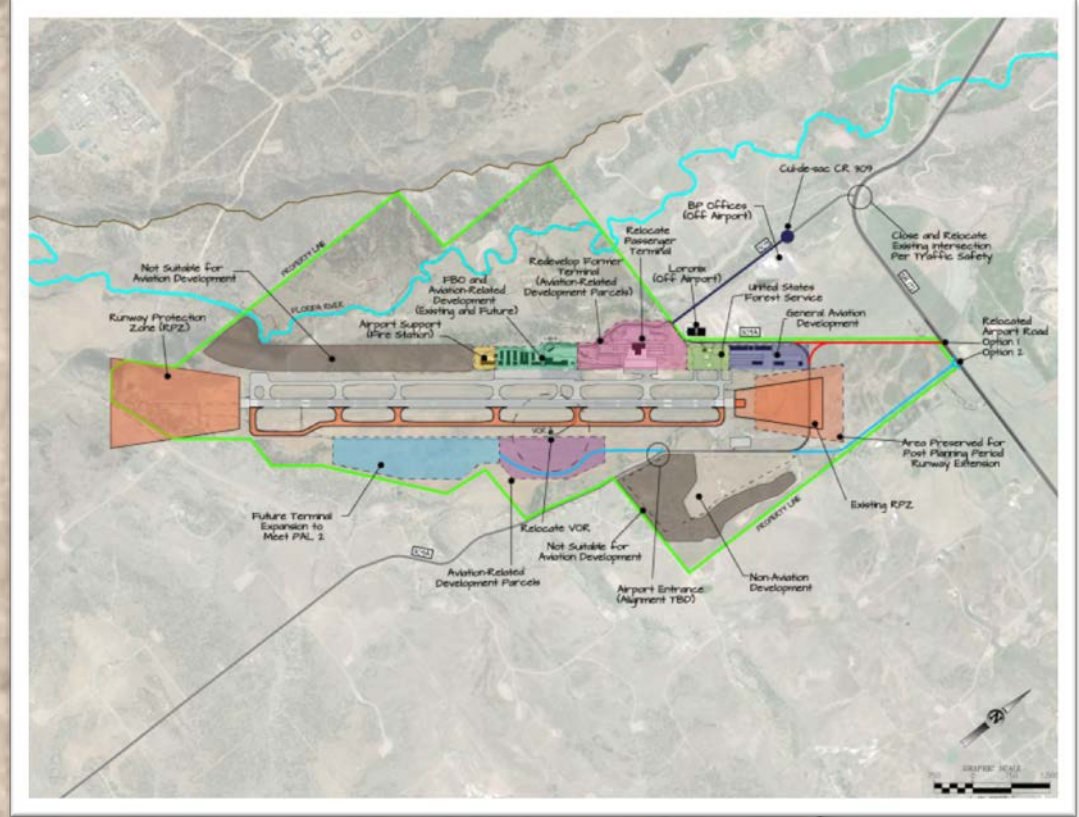 Cul-de-sac CR 309
BP Offices
(Off Airport)
Close and Relocate
Existing Intersection
Per Traffic Safety
Relocate
Passenger
Terminal
Redevelop Former
Terminal
(Aviation-Related
Development Parcels)
Loronix
(Off Airport)
United States
Forest Service
General Aviation
Development
PROPERTY LINE
Not Suitable for
Aviation Development
FLORIDA RIVER
FBO and
Aviation-Related
Development
(Existing and Future)
Airport Support
(Fire Station)
Runway Protection
Zone (RPZ)
Relocated
Airport Road
Option 1
Option 2
VOR
Area Preserved for
Post Planning Period
Runway Extension
Existing RPZ
PROPERTY LINE
Future Terminal
Expansion to
Meet PAL 2
Relocate VOR
Not Suitable for
Aviation Development
Aviation-Related
Development Parcels
Airport Entrance
(Alignment TBD)
Non-Aviation
Development
N
GRAPHIC SCALE